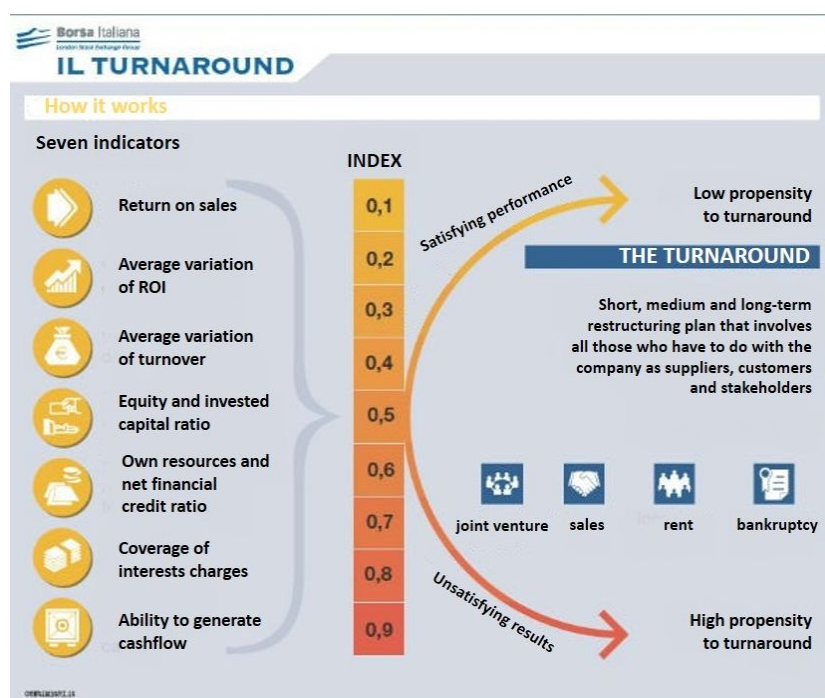 Borsa Italiana
London Stock Exchange Group
IL TURNAROUND
How it works
Seven indicators
Return on sales
Average variation
of ROI
Average variation
of turnover
Equity and invested
capital ratio
Own resources and
net financial
credit ratio
Coverage of
interests charges
Ability to generate
cashflow
INDEX
0,1
0,2
0,3
0,4
0,5
0,6
0,7
0,8
0,9
Satisfying performance
Unsatisfying results
Low propensity
to turnaround
THE TURNAROUND
Short, medium and long-term
restructuring plan that involves
all those who have to do with the
company as suppliers, customers
and stakeholders
joint venture
sales
rent
bankruptcy
High propensity
to turnaround